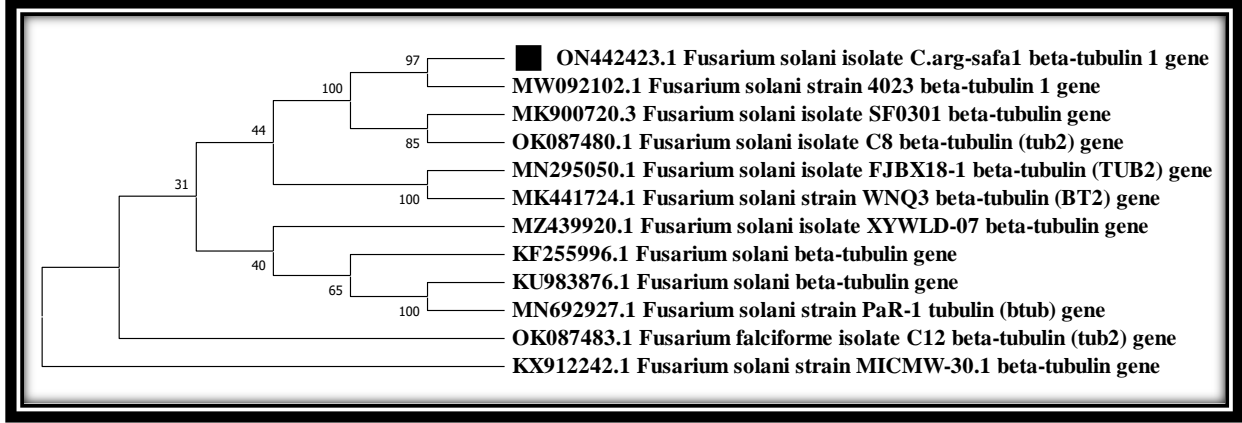 97 ON442423.1 Fusarium solani isolate C.arg-safa1 beta-tubulin 1 gene
100 MW092102.1 Fusarium solani strain 4023 beta-tubulin 1 gene
MK900720.3 Fusarium solani isolate SF0301 beta-tubulin gene
44 85 OK087480.1 Fusarium solani isolate C8 beta-tubulin (tub2) gene
MN295050.1 Fusarium solani isolate FJBX18-1 beta-tubulin (TUB2) gene
31 100 MK441724.1 Fusarium solani strain WNQ3 beta-tubulin (BT2) gene
MZ439920.1 Fusarium solani isolate XYWLD-07 beta-tubulin gene
40 KF255996.1 Fusarium solani beta-tubulin gene
65 KU983876.1 Fusarium solani beta-tubulin gene
100 MN692927.1 Fusarium solani strain PaR-1 tubulin (btub) gene
OK087483.1 Fusarium falciforme isolate C12 beta-tubulin (tub2) gene
KX912242.1 Fusarium solani strain MICMW-30.1 beta-tubulin gene